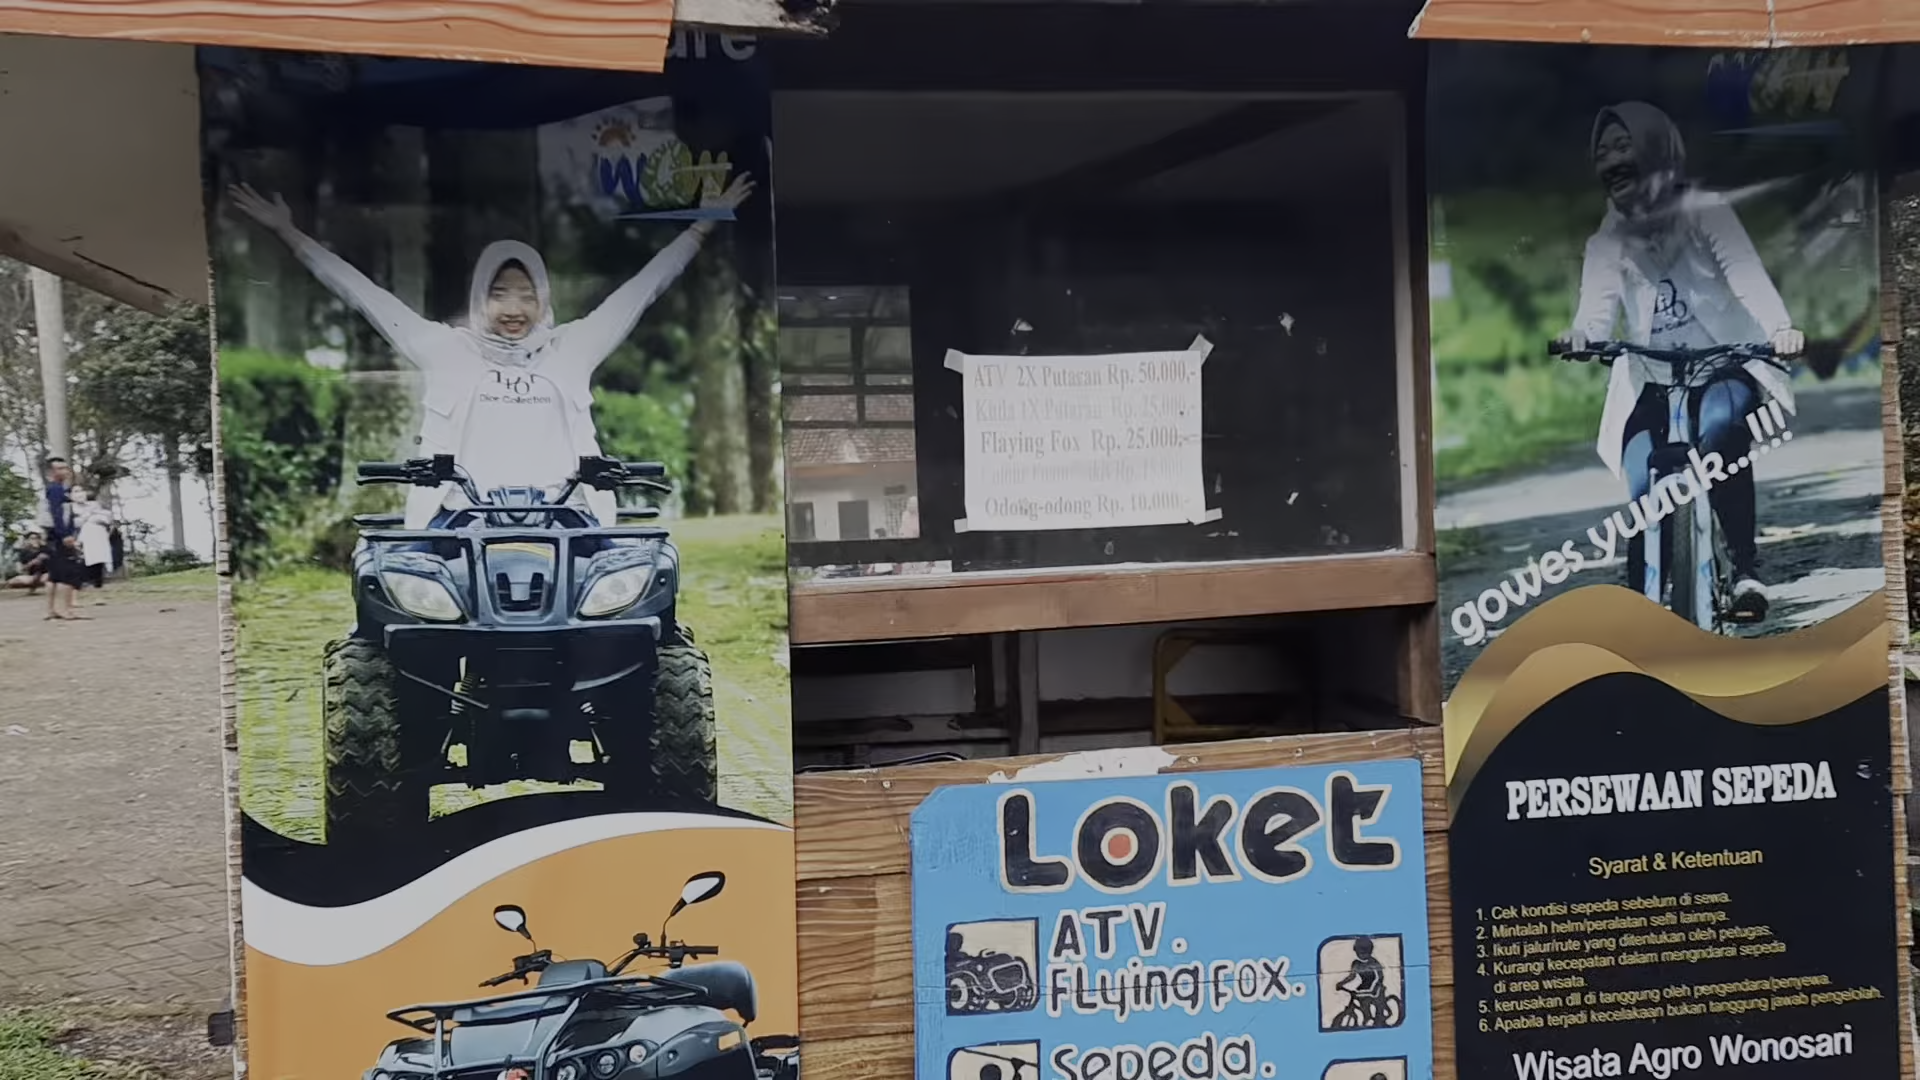 WAW
Dior Collection
ATV 2X Putaran Rp. 50.000,-
Kuda 1X Putaran Rp. 25.000,-
Flaying Fox Rp. 25.000,-
Odong-odong Rp. 10.000,-
LOKET
ATV.
FLyingFox.
Sepeda.
gowes yuuuk....!!!
PERSEWAAN SEPEDA
Syarat & Ketentuan
1. Cek kondisi sepeda sebelum di sewa.
2. Mintalah helm/peralatan sefti lainnya.
3. Ikuti jalur/rute yang ditentukan oleh petugas.
4. Kurangi kecepatan dalam mengndarai sepeda
di area wisata.
5. kerusakan dll di tanggung oleh pengendara/penyewa.
6. Apabila terjadi kecelakaan bukan tanggung jawab pengelolah.
Wisata Agro Wonosari